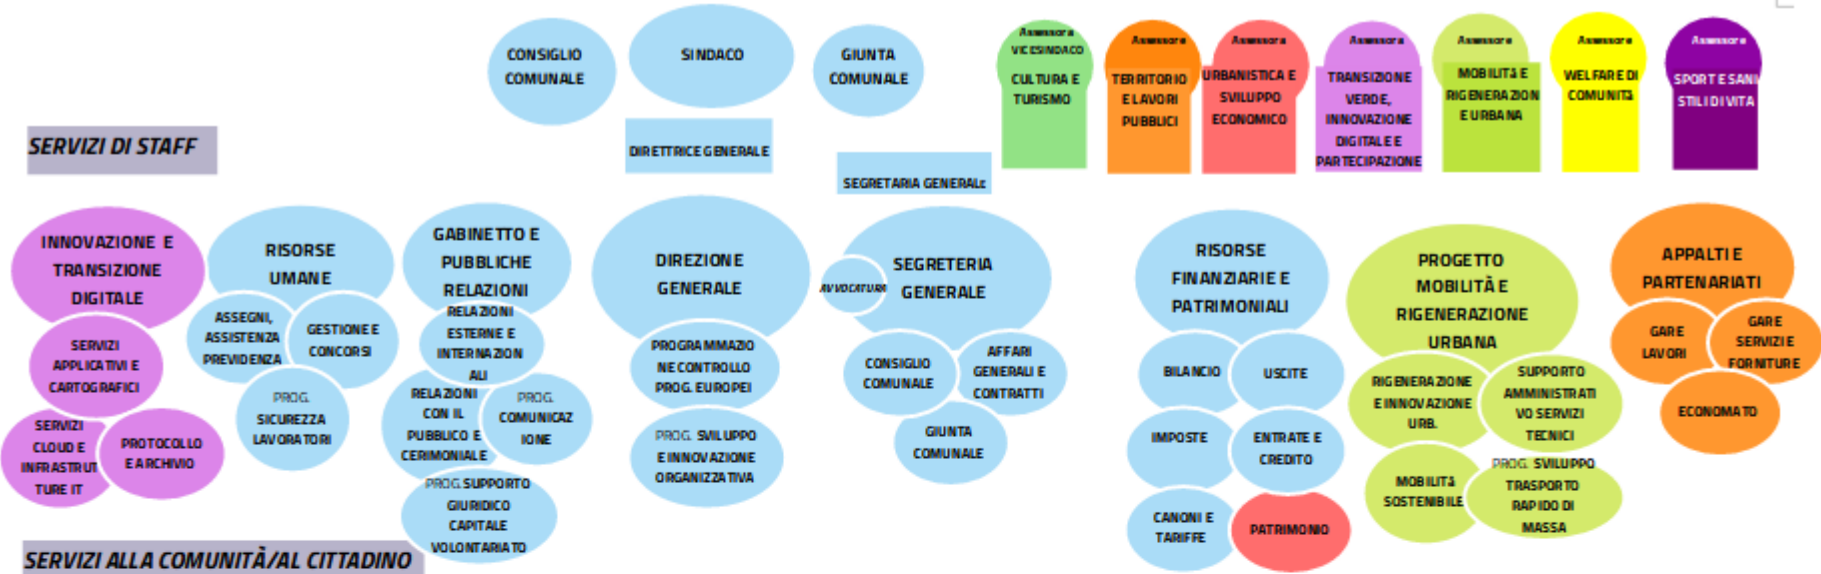 CONSIGLIO
COMUNALE
SINDACO
GIUNTA
COMUNALE
Assessora
VICESINDACO
CULTURA E
TURISMO
Assessora
TERRITORIO
E LAVORI
PUBBLICI
Assessora
URBANISTICA E
SVILUPPO
ECONOMICO
Assessora
TRANSIZIONE
VERDE,
INNOVAZIONE
DIGITALE E
PARTECIPAZIONE
Assessora
MOBILITà E
RIGENERAZION
E URBANA
Assessora
WELFARE DI
COMUNITà
Assessora
SPORT E SANI
STILI DI VITA
SERVIZI DI STAFF
DIRETTRICE GENERALE
SEGRETARIA GENERALE
INNOVAZIONE E
TRANSIZIONE
DIGITALE
SERVIZI
APPLICATIVI E
CARTOGRAFICI
SERVIZI
CLOUD E
INFRASTRUT
TURE IT
PROTOCOLLO
E ARCHIVIO
RISORSE
UMANE
ASSEGNI,
ASSISTENZA
PREVIDENZA
GESTIONE E
CONCORSI
PROG.
SICUREZZA
LAVORATORI
GABINETTO E
PUBBLICHE
RELAZIONI
RELAZIONI
ESTERNE E
INTERNAZION
ALI
RELAZIONI
CON IL
PUBBLICO E
CERIMONIALE
PROG.
COMUNICAZ
IONE
PROG. SUPPORTO
GIURIDICO
CAPITALE
VOLONTARIATO
DIREZIONE
GENERALE
PROGRAMMAZIO
NE CONTROLLO
PROG. EUROPEI
PROG. SVILUPPO
E INNOVAZIONE
ORGANIZZATIVA
AVVOCATURA
SEGRETERIA
GENERALE
CONSIGLIO
COMUNALE
AFFARI
GENERALI E
CONTRATTI
GIUNTA
COMUNALE
RISORSE
FINANZIARIE E
PATRIMONIALI
BILANCIO
USCITE
IMPOSTE
ENTRATE E
CREDITO
CANONI E
TARIFFE
PATRIMONIO
PROGETTO
MOBILITÀ E
RIGENERAZIONE
URBANA
RIGENERAZIONE
E INNOVAZIONE
URB.
SUPPORTO
AMMINISTRATI
VO SERVIZI
TECNICI
MOBILITà
SOSTENIBILE
PROG. SVILUPPO
TRASPORTO
RAPIDO DI
MASSA
APPALTI E
PARTENARIATI
GARE
LAVORI
GARE
SERVIZI E
FORNITURE
ECONOMATO
SERVIZI ALLA COMUNITÀ/AL CITTADINO